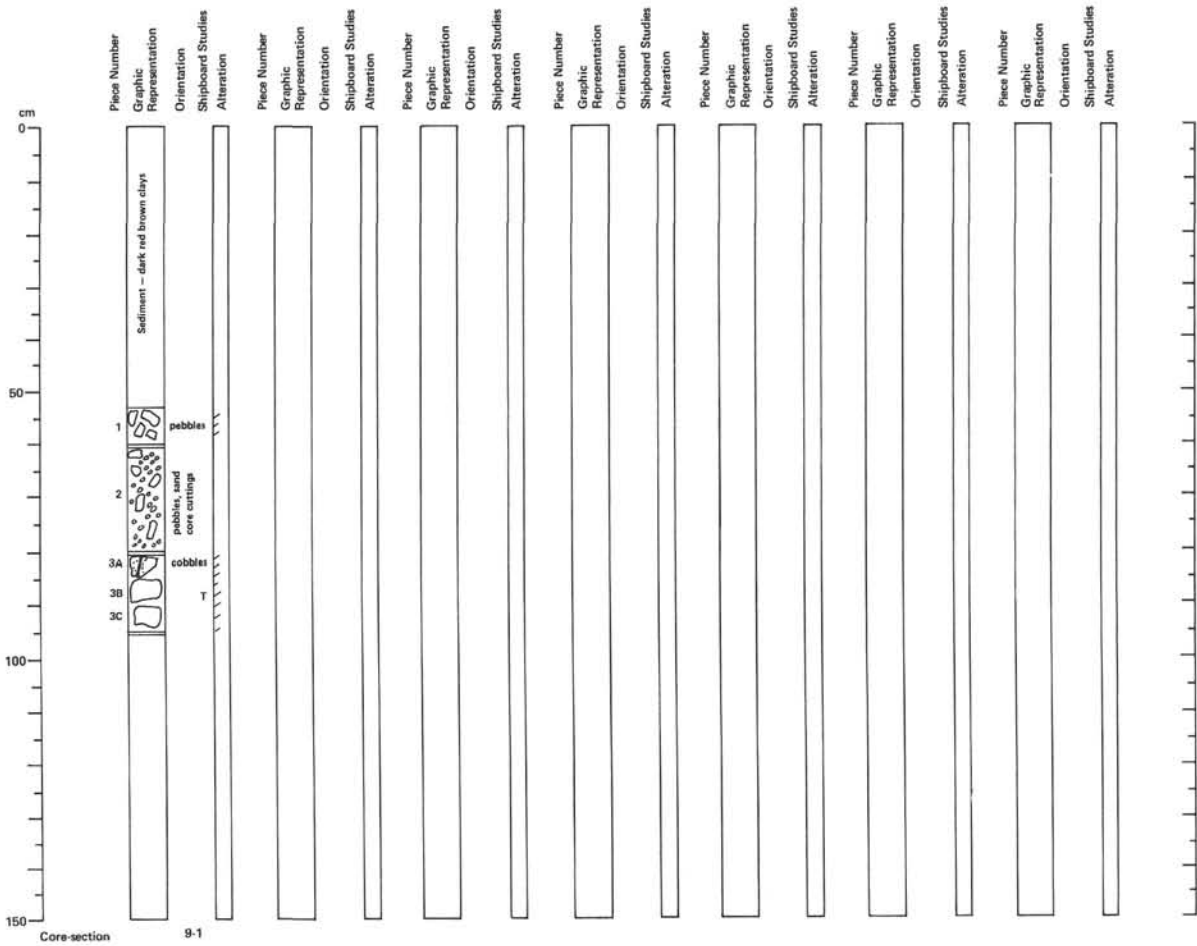 Piece Number
Graphic
Representation
Orientation
Shipboard Studies
Alteration
Piece Number
Graphic
Representation
Orientation
Shipboard Studies
Alteration
Piece Number
Graphic
Representation
Orientation
Shipboard Studies
Alteration
Piece Number
Graphic
Representation
Orientation
Shipboard Studies
Alteration
Piece Number
Graphic
Representation
Orientation
Shipboard Studies
Alteration
Piece Number
Graphic
Representation
Orientation
Shipboard Studies
Alteration
Piece Number
Graphic
Representation
Orientation
Shipboard Studies
Alteration
cm
0
Sediment — dark red brown clays
50
1 pebbles
2
pebbles, sand
core cuttings
3A cobbles
3B T
3C
100
150
Core-section 9-1